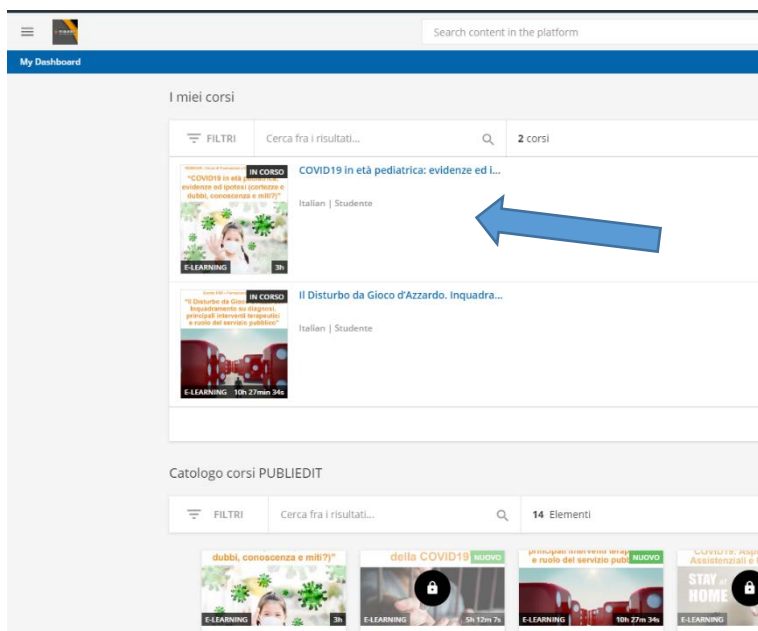 Search content in the platform
My Dashboard
I miei corsi
FILTRI
Cerca fra i risultati...
2 corsi
IN CORSO
"COVID19 in età pediatrica:
evidenze ed ipotesi (certezze e
dubbi, conoscenza e miti?)"
E-LEARNING
3h
COVID19 in età pediatrica: evidenze ed i...
Italian | Studente
IN CORSO
"Il Disturbo da Gioco
Inquadramento su diagnosi,
principali interventi terapeutici
e ruolo del servizio pubblico"
E-LEARNING
10h 27min 34s
Il Disturbo da Gioco d'Azzardo. Inquadra...
Italian | Studente
Catologo corsi PUBLIEDIT
FILTRI
Cerca fra i risultati...
14 Elementi
dubbi, conoscenza e miti?)"
E-LEARNING
3h
della COVID19
NUOVO
E-LEARNING
5h 12m 7s
principali interventi
e ruolo del servizio pubbl
NUOVO
E-LEARNING
10h 27m 34s
COVID19:
Assistenziali e
STAY at
HOME
E-LEARNING